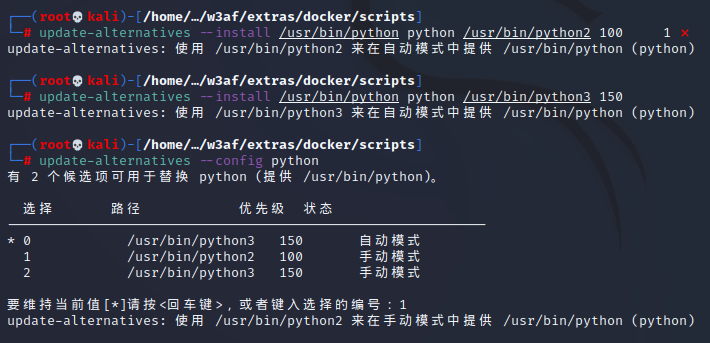 ┌──(root💀kali)-[/home/…/w3af/extras/docker/scripts]
└─# update-alternatives --install /usr/bin/python python /usr/bin/python2 100 1 ⨯
update-alternatives: 使用 /usr/bin/python2 来在自动模式中提供 /usr/bin/python (python)
┌──(root💀kali)-[/home/…/w3af/extras/docker/scripts]
└─# update-alternatives --install /usr/bin/python python /usr/bin/python3 150
update-alternatives: 使用 /usr/bin/python3 来在自动模式中提供 /usr/bin/python (python)
┌──(root💀kali)-[/home/…/w3af/extras/docker/scripts]
└─# update-alternatives --config python
有 2 个候选项可用于替换 python (提供 /usr/bin/python)。
选择 路径 优先级 状态
------------------------------------------------------------
* 0 /usr/bin/python3 150 自动模式
1 /usr/bin/python2 100 手动模式
2 /usr/bin/python3 150 手动模式
要维持当前值[*]请按<回车键>，或者键入选择的编号：1
update-alternatives: 使用 /usr/bin/python2 来在手动模式中提供 /usr/bin/python (python)